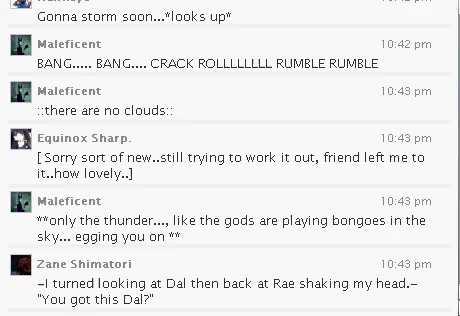 10:42 pm
Gonna storm soon...*looks up*
Maleficent 10:42 pm
BANG..... BANG.... CRACK ROLLLLLLLL RUMBLE RUMBLE
Maleficent 10:43 pm
::there are no clouds::
Equinox Sharp. 10:43 pm
[ Sorry sort of new..still trying to work it out, friend left me to
it..how lovely..]
Maleficent 10:43 pm
**only the thunder..., like the gods are playing bongoes in the
sky... egging you on **
Zane Shimatori 10:43 pm
-I turned looking at Dal then back at Rae shaking my head.-
"You got this Dal?"